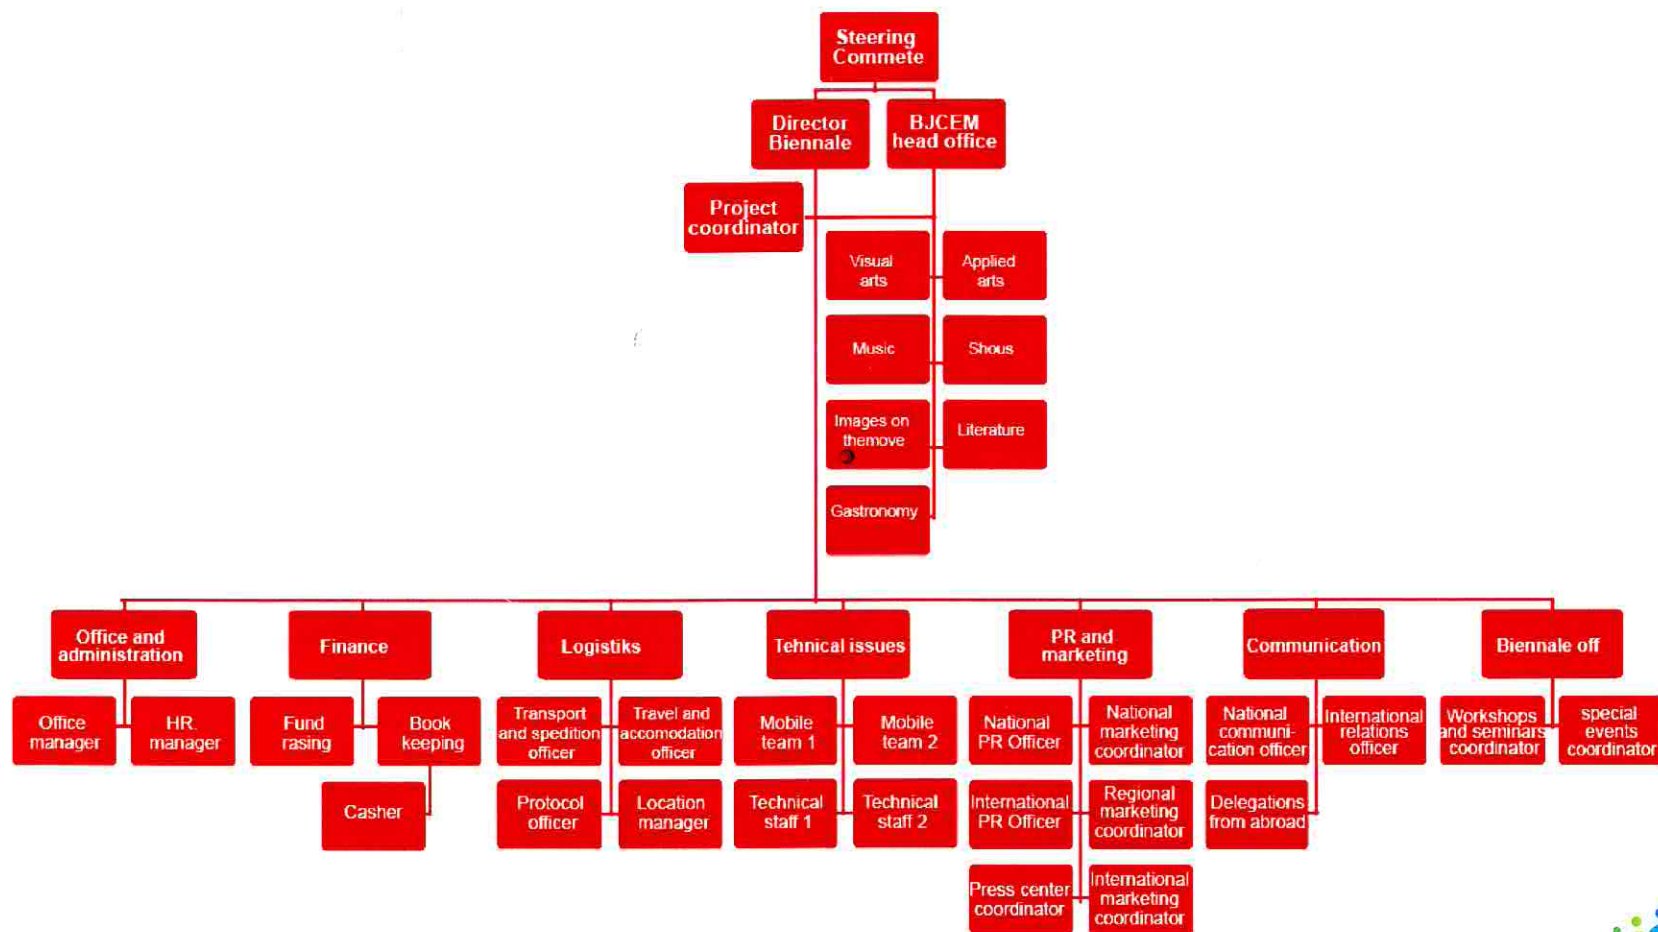 Steering
Commete
Director
Biennale
BJCEM
head office
Project
coordinator
Visual
arts
Applied
arts
Music
Shous
Images on
themove
Literature
Gastronomy
Office and
administration
Finance
Logistiks
Tehnical issues
PR and
marketing
Communication
Biennale off
Office
manager
HR.
manager
Fund
rasing
Book
keeping
Transport
and spedition
officer
Travel and
accomodation
officer
Mobile
team 1
Mobile
team 2
National
PR Officer
National
marketing
coordinator
National
communi-
cation officer
International
relations
officer
Workshops
and seminars
coordinator
special
events
coordinator
Casher
Protocol
officer
Location
manager
Technical
staff 1
Technical
staff 2
International
PR Officer
Regional
marketing
coordinator
Delegations
from abroad
Press center
coordinator
International
marketing
coordinator